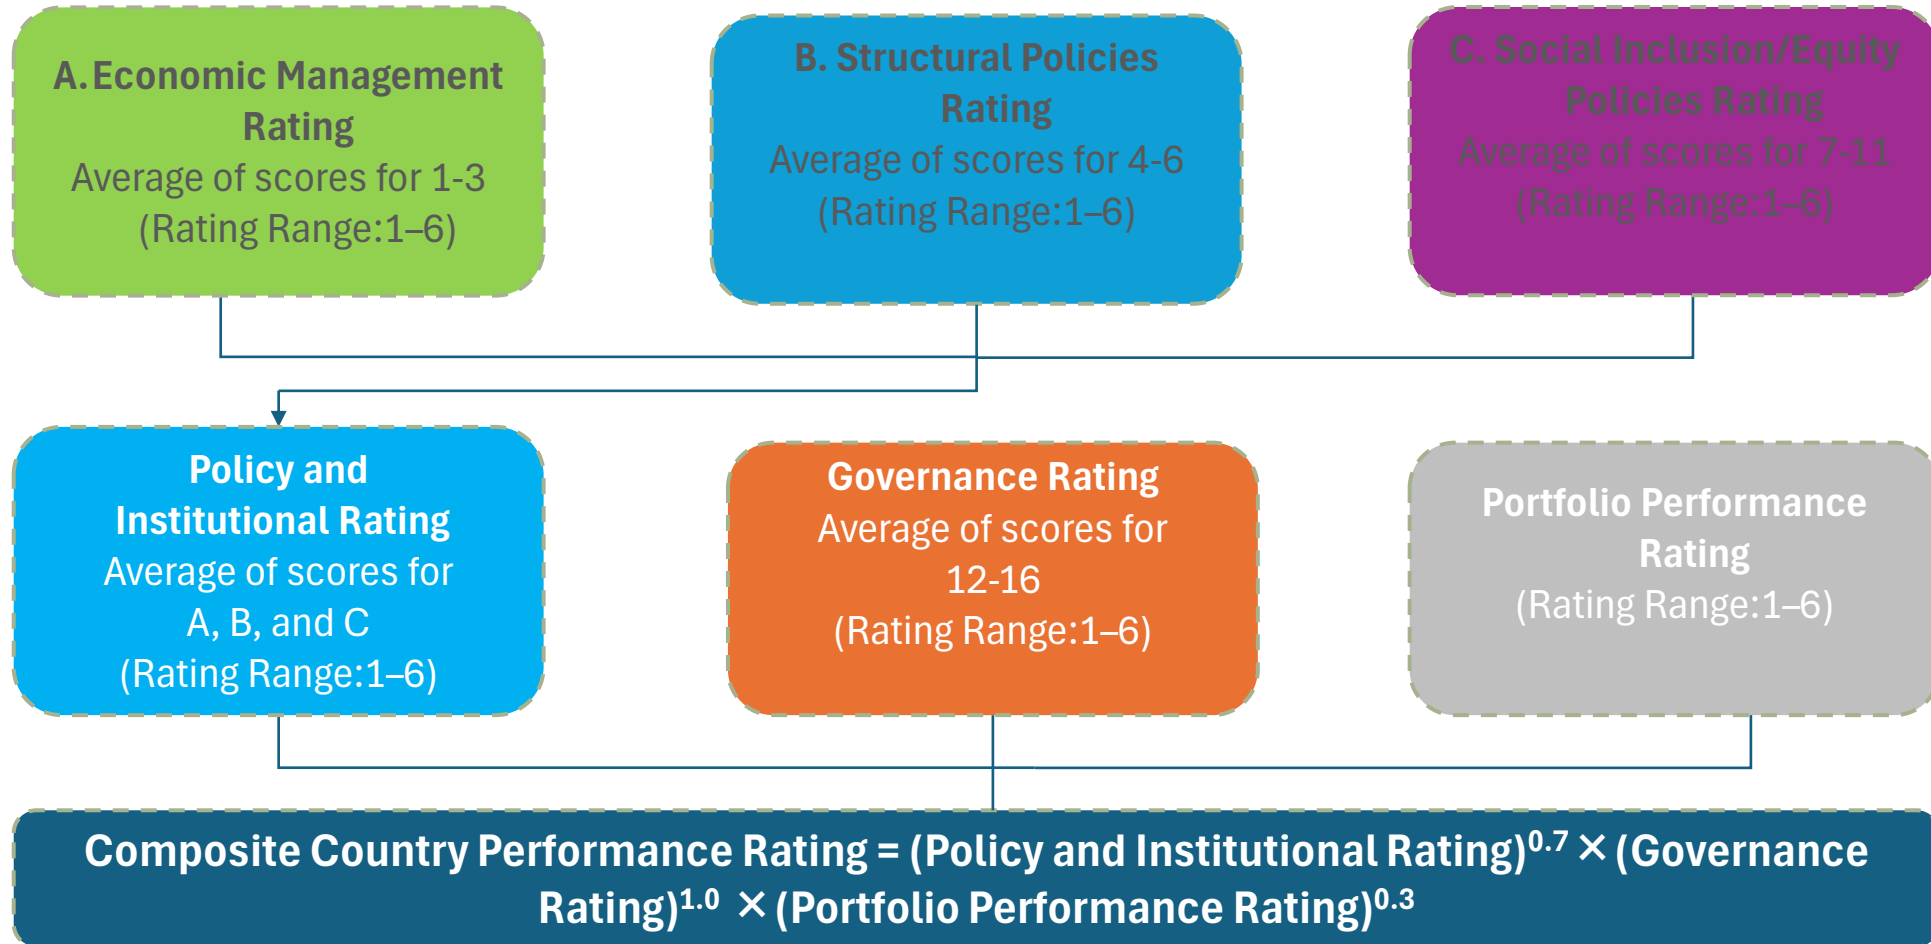 A. Economic Management
Rating
Average of scores for 1-3
(Rating Range:1–6)
B. Structural Policies
Rating
Average of scores for 4-6
(Rating Range:1–6)
C. Social Inclusion/Equity
Policies Rating
Average of scores for 7-11
(Rating Range:1–6)
Policy and
Institutional Rating
Average of scores for
A, B, and C
(Rating Range:1–6)
Governance Rating
Average of scores for
12-16
(Rating Range:1–6)
Portfolio Performance
Rating
(Rating Range:1–6)
Composite Country Performance Rating = (Policy and Institutional Rating)^0.7 × (Governance
Rating)^1.0 × (Portfolio Performance Rating)^0.3